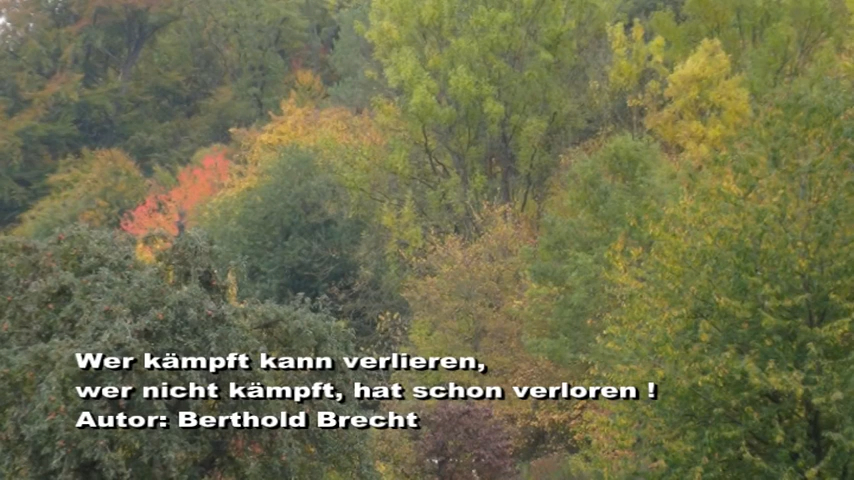 Wer kämpft kann verlieren,
wer nicht kämpft, hat schon verloren !
Autor: Berthold Brecht